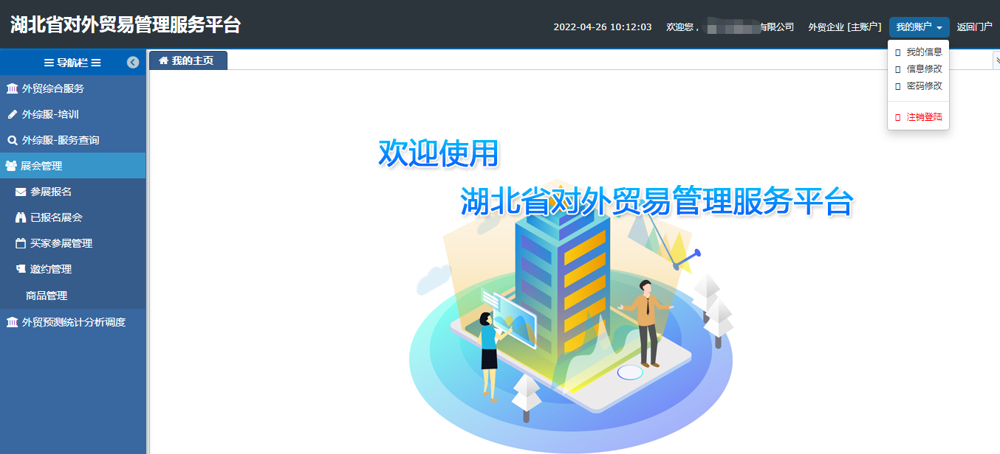 湖北省对外贸易管理服务平台
2022-04-26 10:12:03 欢迎您， 有限公司 外贸企业 [主账户] 我的账户 返回门户
我的信息
信息修改
密码修改
注销登陆
导航栏
我的主页
外贸综合服务
外综服-培训
外综服-服务查询
展会管理
参展报名
已报名展会
买家参展管理
邀约管理
商品管理
外贸预测统计分析调度
欢迎使用
湖北省对外贸易管理服务平台